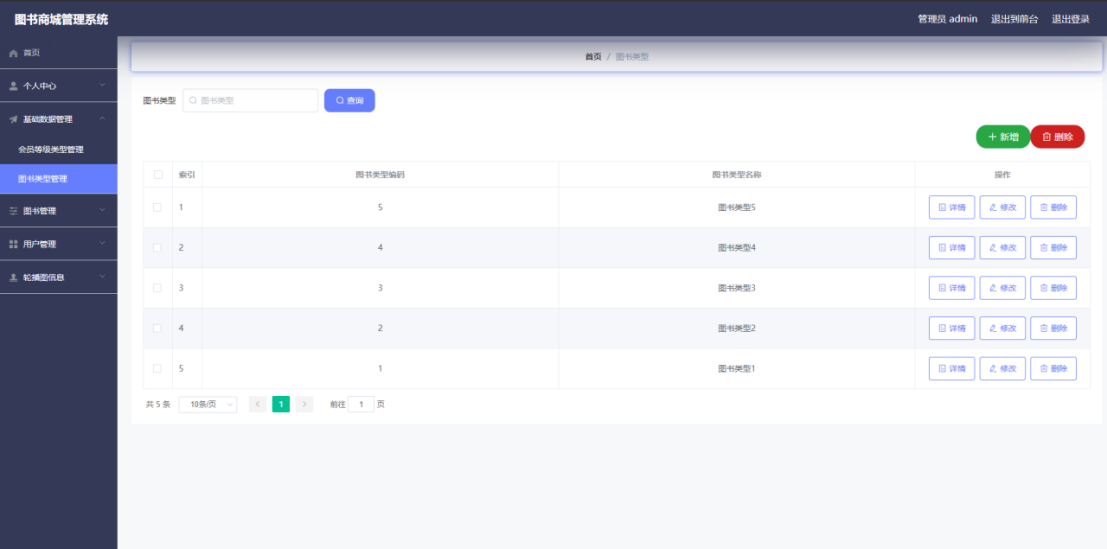 图书商城管理系统 管理员 admin 退出到前台 退出登录
首页
首页 / 图书类型
个人中心
图书类型 图书类型 查询
基础数据管理
+ 新增 删除
会员等级类型管理
图书类型管理
索引 图书类型编码 图书类型名称 操作
1 5 图书类型5 详情 修改 删除
图书管理
用户管理
2 4 图书类型4 详情 修改 删除
轮播图信息
3 3 图书类型3 详情 修改 删除
4 2 图书类型2 详情 修改 删除
5 1 图书类型1 详情 修改 删除
共 5 条 10条/页 < 1 > 前往 1 页